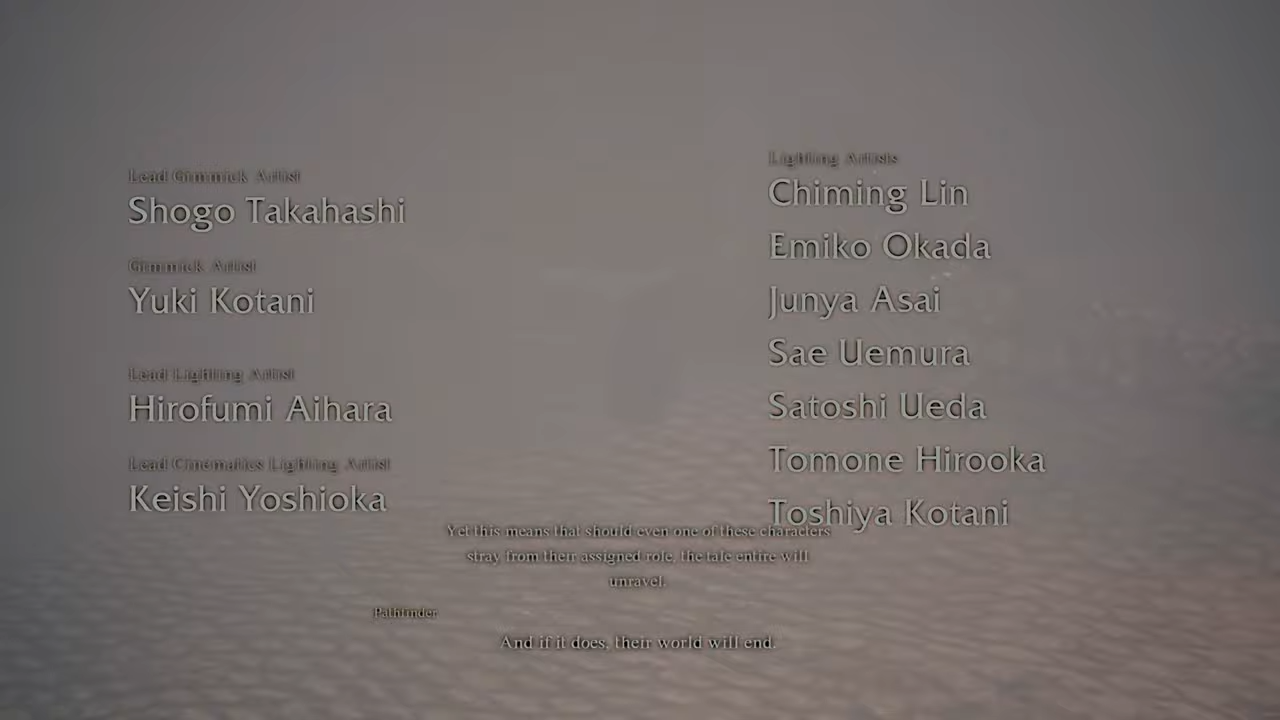 Lead Gimmick Artist
Shogo Takahashi
Gimmick Artist
Yuki Kotani
Lead Lighting Artist
Hirofumi Aihara
Lead Cinematics Lighting Artist
Keishi Yoshioka
Lighting Artists
Chiming Lin
Emiko Okada
Junya Asai
Sae Uemura
Satoshi Ueda
Tomone Hirooka
Toshiya Kotani
Yet this means that should even one of these characters
stray from their assigned role, the tale entire will
unravel.
Pathfinder
And if it does, their world will end.